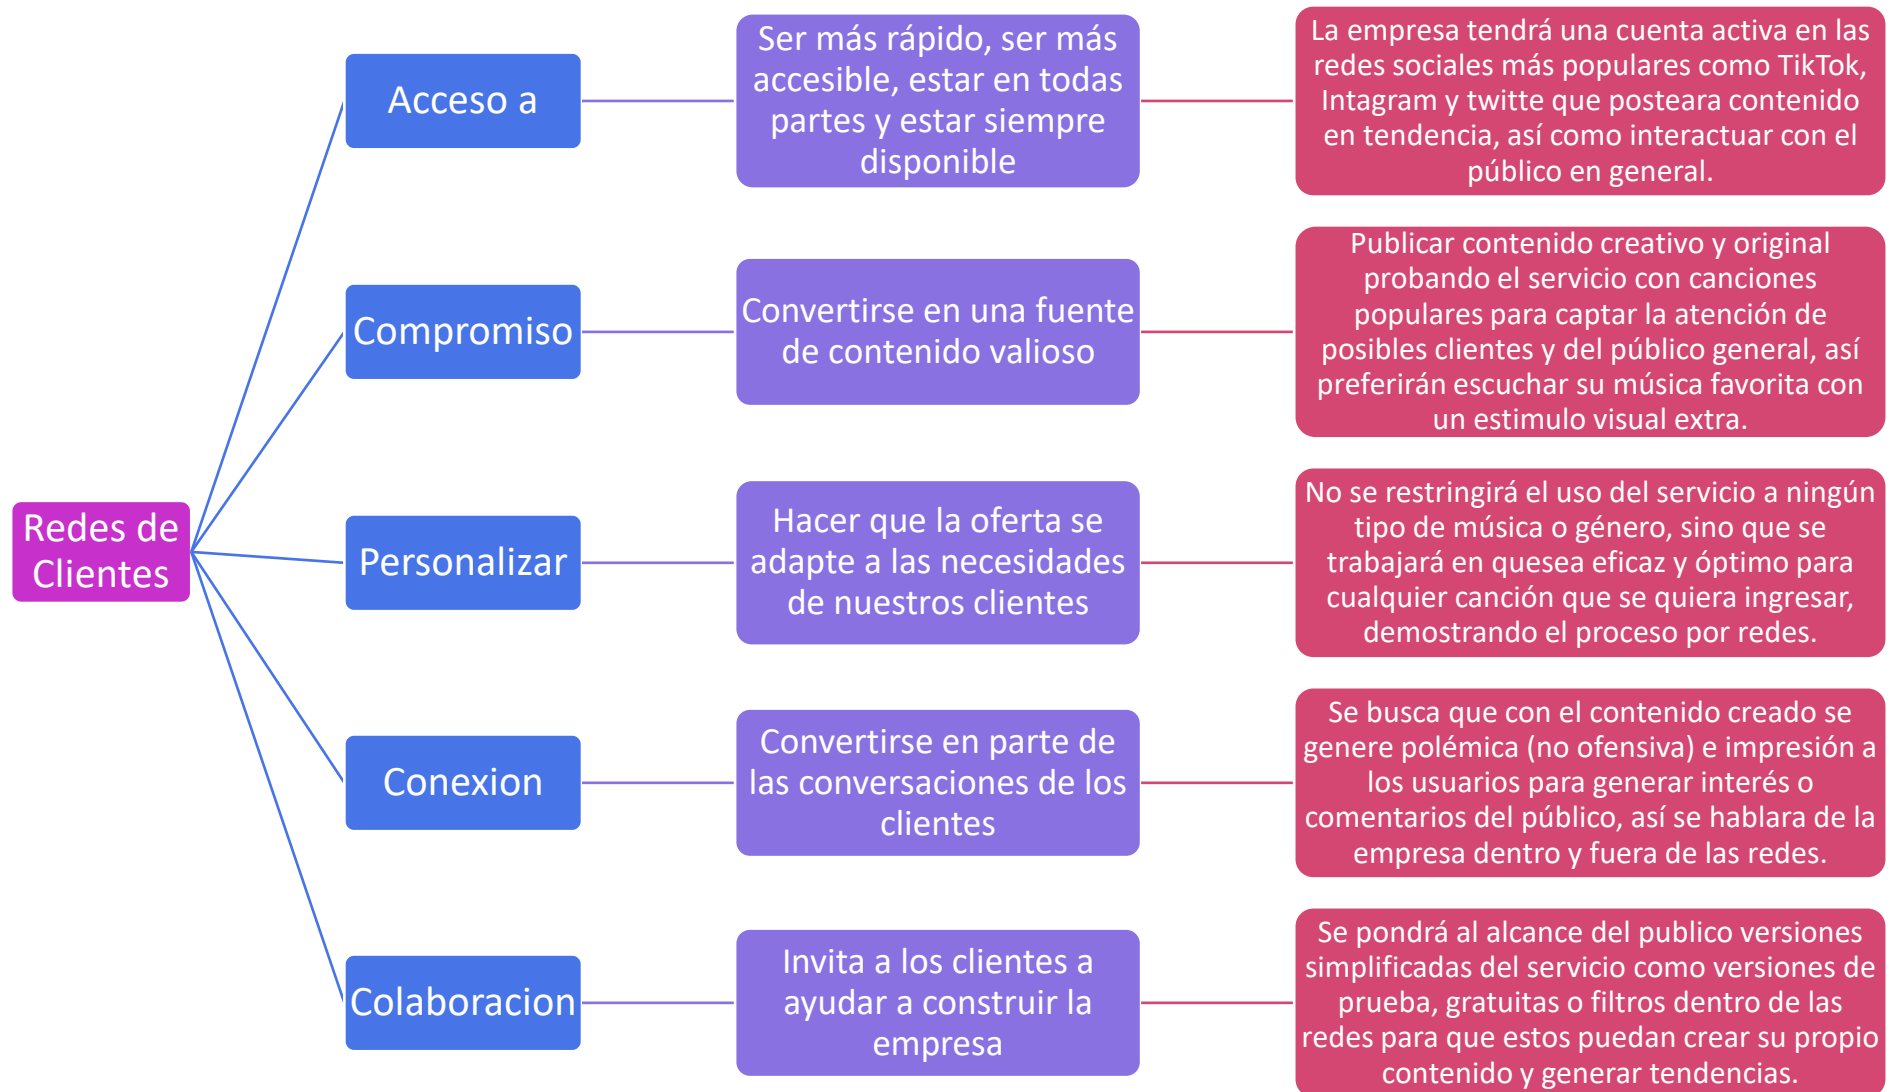 Redes de
Clientes
Acceso a
Ser más rápido, ser más
accesible, estar en todas
partes y estar siempre
disponible
La empresa tendrá una cuenta activa en las
redes sociales más populares como TikTok,
Intagram y twitte que posteara contenido
en tendencia, así como interactuar con el
público en general.
Compromiso
Convertirse en una fuente
de contenido valioso
Publicar contenido creativo y original
probando el servicio con canciones
populares para captar la atención de
posibles clientes y del público general, así
preferirán escuchar su música favorita con
un estimulo visual extra.
Personalizar
Hacer que la oferta se
adapte a las necesidades
de nuestros clientes
No se restringirá el uso del servicio a ningún
tipo de música o género, sino que se
trabajará en quesea eficaz y óptimo para
cualquier canción que se quiera ingresar,
demostrando el proceso por redes.
Conexion
Convertirse en parte de
las conversaciones de los
clientes
Se busca que con el contenido creado se
genere polémica (no ofensiva) e impresión a
los usuarios para generar interés o
comentarios del público, así se hablara de la
empresa dentro y fuera de las redes.
Colaboracion
Invita a los clientes a
ayudar a construir la
empresa
Se pondrá al alcance del publico versiones
simplificadas del servicio como versiones de
prueba, gratuitas o filtros dentro de las
redes para que estos puedan crear su propio
contenido y generar tendencias.